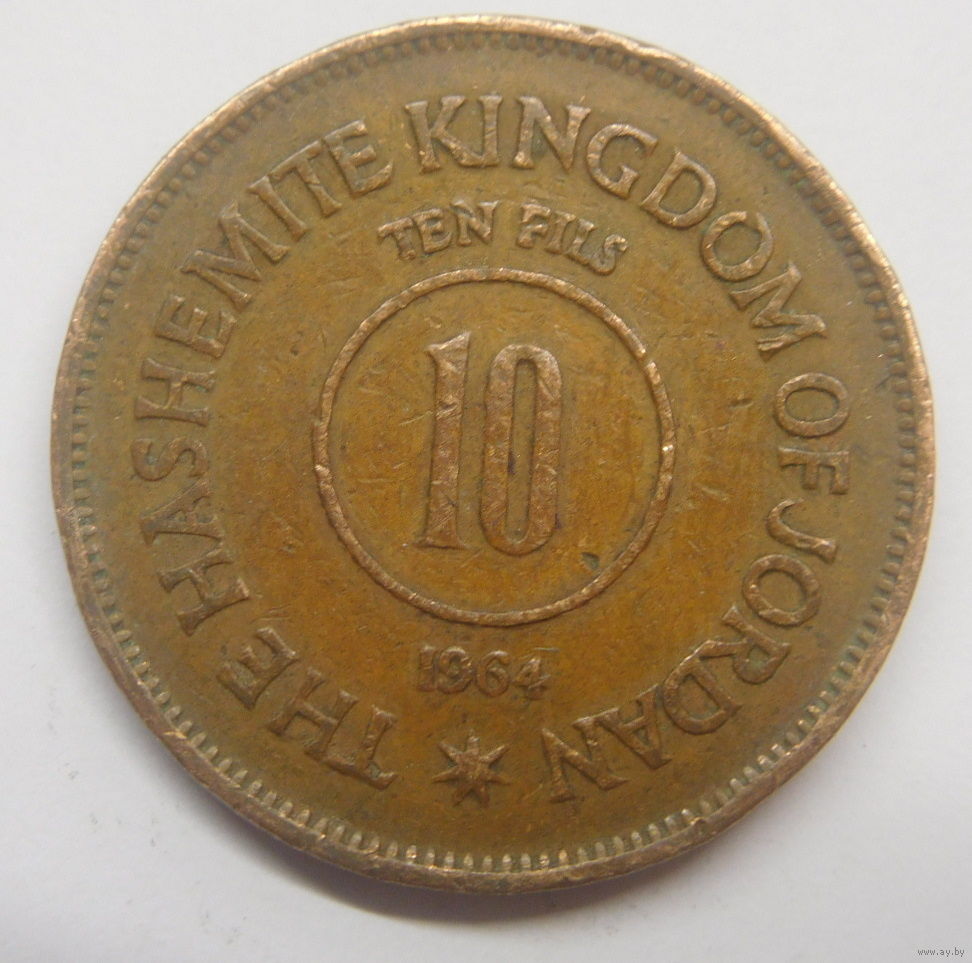 THE HASHEMITE KINGDOM OF JORDAN
TEN FILS
10
1964
www.ay.by